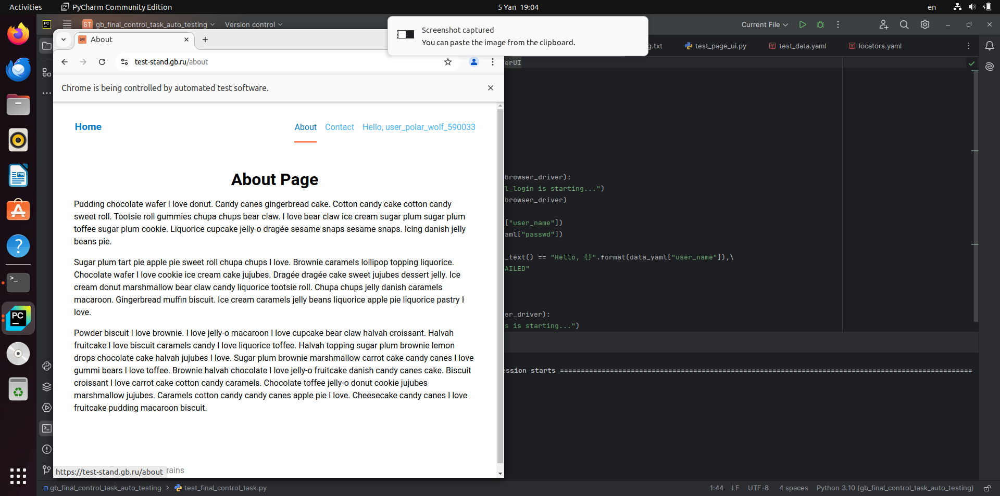 Activities
PyCharm Community Edition
5 Yan 19:04
en
PC
GT
gb_final_control_task_auto_testing
Version control
Current File
Screenshot captured
You can paste the image from the clipboard.
QAS
About
g.txt
test_page_ui.py
test_data.yaml
locators.yaml
test-stand.gb.ru/about
erUI
Chrome is being controlled by automated test software.
Home
About
Contact
Hello, user_polar_wolf_590033
About Page
Pudding chocolate wafer I love donut. Candy canes gingerbread cake. Cotton candy cake cotton candy
sweet roll. Tootsie roll gummies chupa chups bear claw. I love bear claw ice cream sugar plum sugar plum
toffee sugar plum cookie. Liquorice cupcake jelly-o dragée sesame snaps sesame snaps. Icing danish jelly
beans pie.
Sugar plum tart pie apple pie sweet roll chupa chups I love. Brownie caramels lollipop topping liquorice.
Chocolate wafer I love cookie ice cream cake jujubes. Dragée dragée cake sweet jujubes dessert jelly. Ice
cream donut marshmallow bear claw candy liquorice tootsie roll. Chupa chups jelly danish caramels
macaroon. Gingerbread muffin biscuit. Ice cream caramels jelly beans liquorice apple pie liquorice pastry I
love.
Powder biscuit I love brownie. I love jelly-o macaroon I love cupcake bear claw halvah croissant. Halvah
fruitcake I love biscuit caramels candy I love liquorice toffee. Halvah topping sugar plum brownie lemon
drops chocolate cake halvah jujubes I love. Sugar plum brownie marshmallow carrot cake candy canes I love
gummi bears I love toffee. Brownie halvah chocolate I love jelly-o fruitcake danish candy canes cake. Biscuit
croissant I love carrot cake cotton candy caramels. Chocolate toffee jelly-o donut cookie jujubes
marshmallow jujubes. Caramels cotton candy candy canes apple pie I love. Cheesecake candy canes I love
fruitcake pudding macaroon biscuit.
rains
https://test-stand.gb.ru/about
browser_driver):
l_login is starting...")
browser_driver)
["user_name"])
aml["passwd"])
_text() == "Hello, {}".format(data_yaml["user_name"]),\
AILED"
er_driver):
s is starting...")
ession starts ===================================================================================================
PC
gb_final_control_task_auto_testing
test_final_control_task.py
1:44
LF
UTF-8
4 spaces
Python 3.10 (gb_final_control_task_auto_testing)